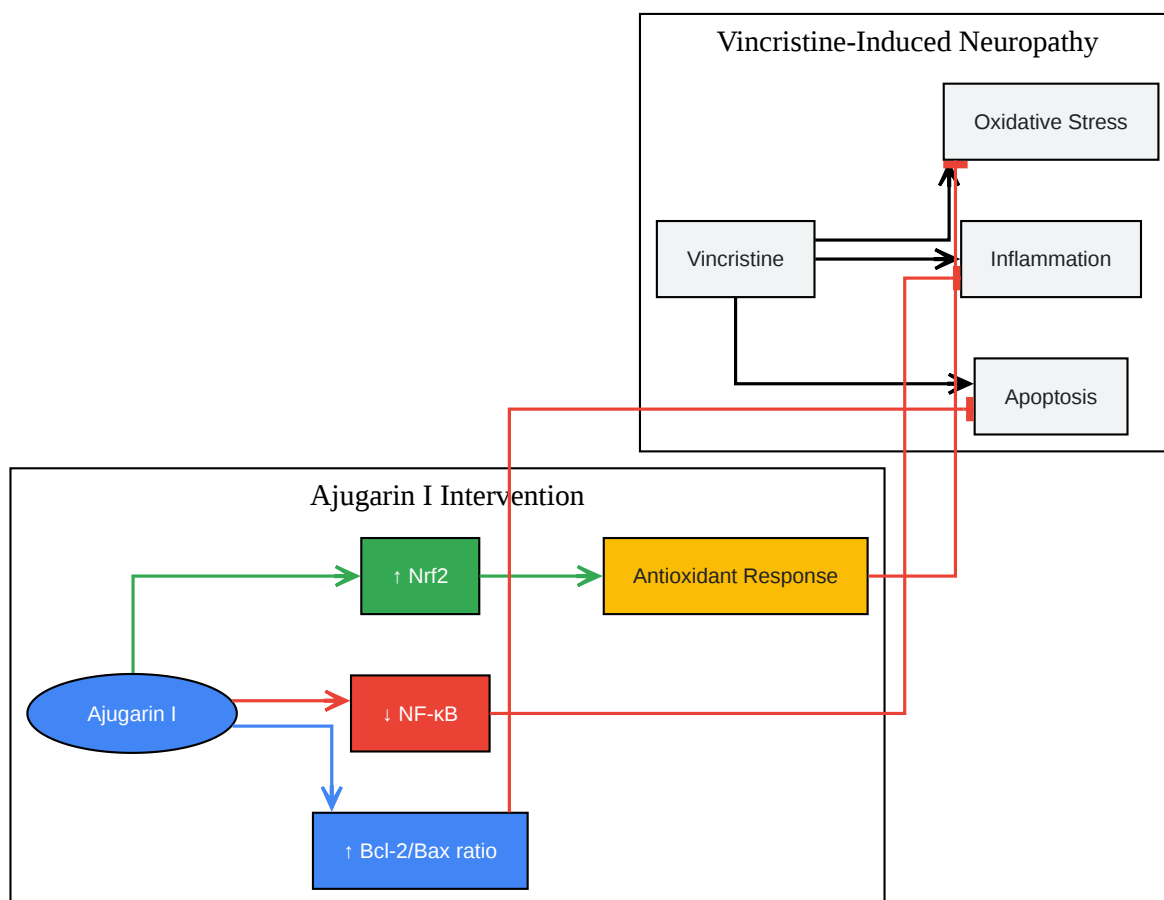 Vincristine-Induced Neuropathy
Oxidative Stress
Vincristine
Inflammation
Apoptosis
Ajugarin I Intervention
↑ Nrf2
Antioxidant Response
Ajugarin I
↓ NF-κB
↑ Bcl-2/Bax ratio